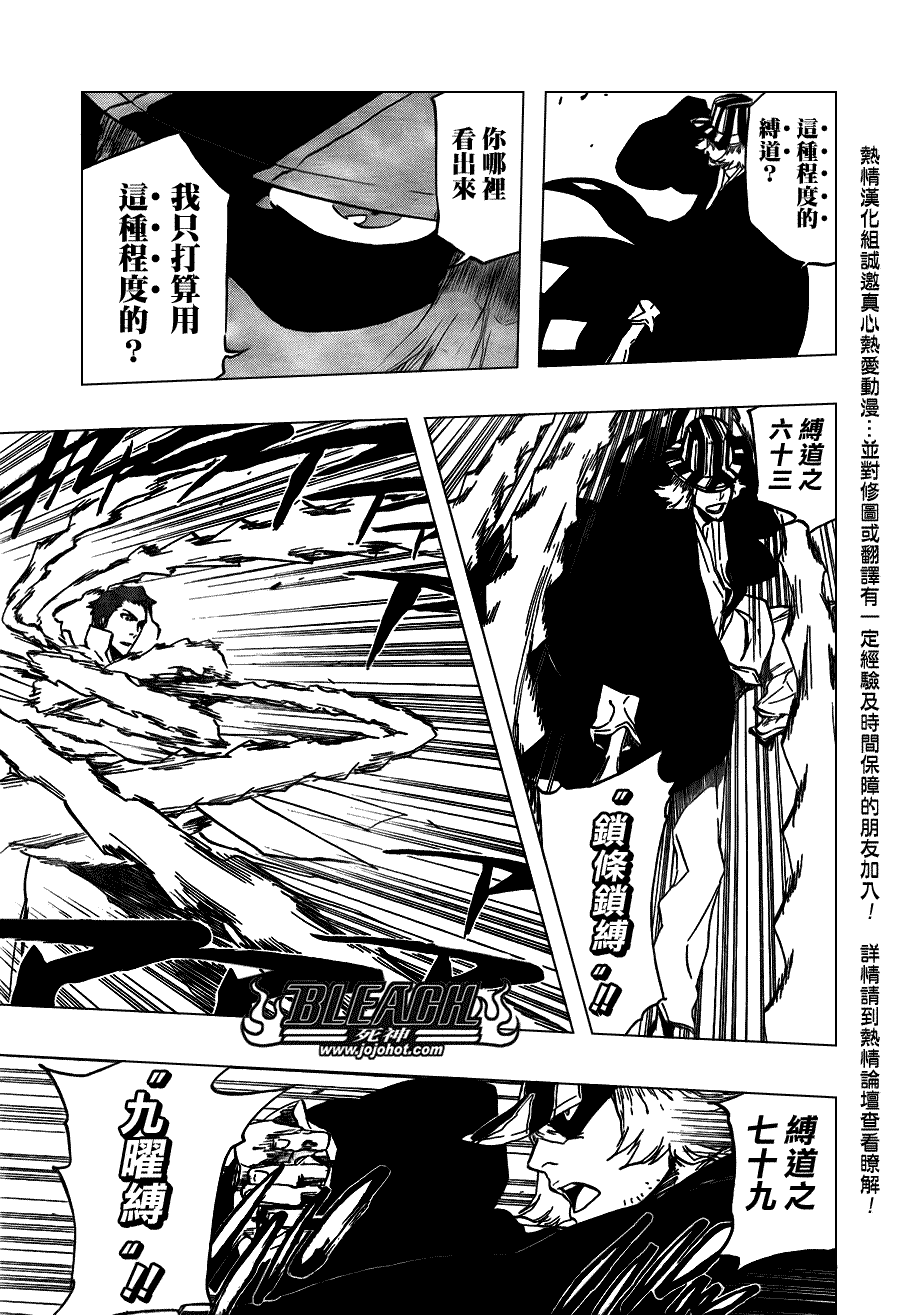 這種程度的
縛道？
你哪裡
看出來
我只打算用
這種程度的？
縛道之
六十三
“鎖條鎖縛”!!
BLEACH
死神
www.jojohot.com
縛道之
七十九
“九曜縛”!!
熱情漢化組誠邀真心熱愛動漫…並對修圖或翻譯有一定經驗及時間保障的朋友加入！ 詳情請到熱情論壇查看瞭解！